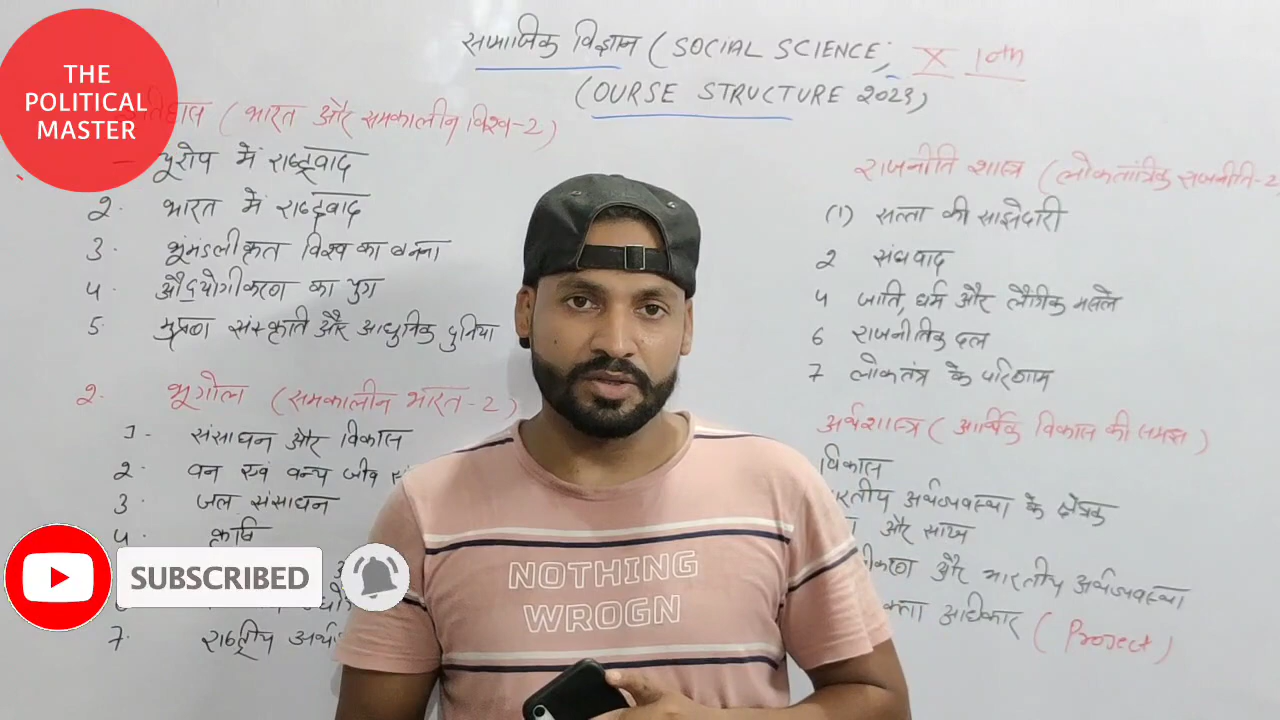 THE
POLITICAL
MASTER
सामाजिक विज्ञान ( SOCIAL SCIENCE, X 10th
COURSE STRUCTURE 2023)
( भारत और समकालीन विश्व-2 )
यूरोप में राष्ट्रवाद
2. भारत में राष्ट्रवाद
3. भूमंडलीकृत विश्व का बनना
4. औद्योगीकरण का युग
5. मुद्रण संस्कृति और आधुनिक दुनिया
2. भूगोल (समकालीन भारत-2)
1- संसाधन और विकास
2. वन एवं वन्य जीव
3. जल संसाधन
4. कृषि
7. राष्ट्रीय
राजनीति शास्त्र (लोकतांत्रिक राजनीति-2
(1) सत्ता की साझेदारी
2 संघवाद
4 जाति, धर्म और लैंगिक मसले
6 राजनीतिक दल
7 लोकतंत्र के परिणाम
अर्थशास्त्र ( आर्थिक विकास की समझ )
विकास
अर्थव्यवस्था के क्षेत्रक
और साख
और भारतीय अर्थव्यवस्था
अधिकार ( Project )
SUBSCRIBED
NOTHING
WROGN